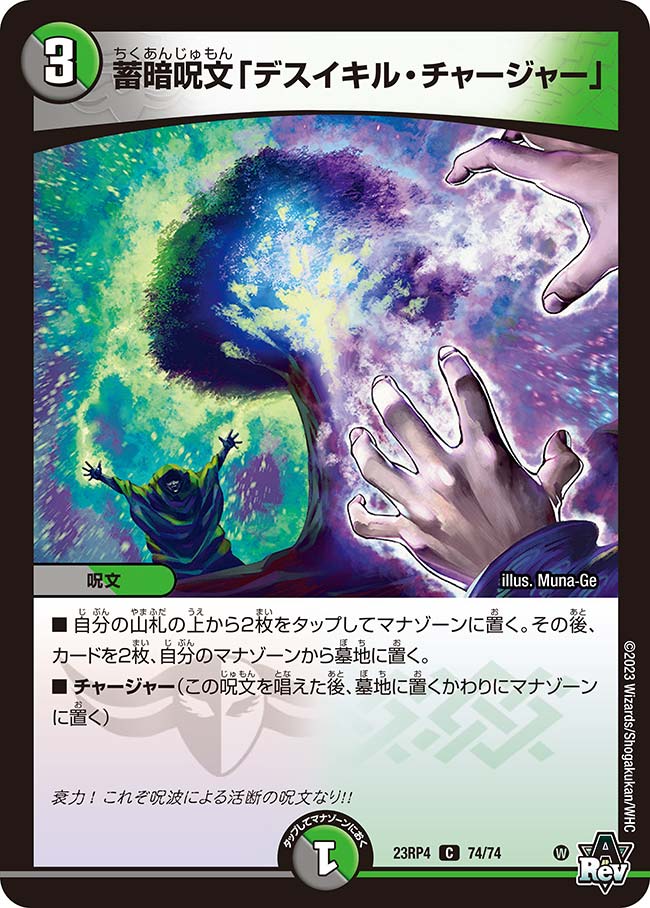 3
ちくあんじゅもん
蓄暗呪文「デスイキル・チャージャー」
呪文
illus. Muna-Ge
■自分の山札の上から2枚をタップしてマナゾーンに置く。その後、
カードを2枚、自分のマナゾーンから墓地に置く。
■チャージャー(この呪文を唱えた後、墓地に置くかわりにマナゾーン
に置く)
衰力!これぞ呪波による活断の呪文なり!!
タップしてマナゾーンにおく
1
23RP4 C 74/74 W
A Rev
©2023 Wizards/Shogakukan/WHC